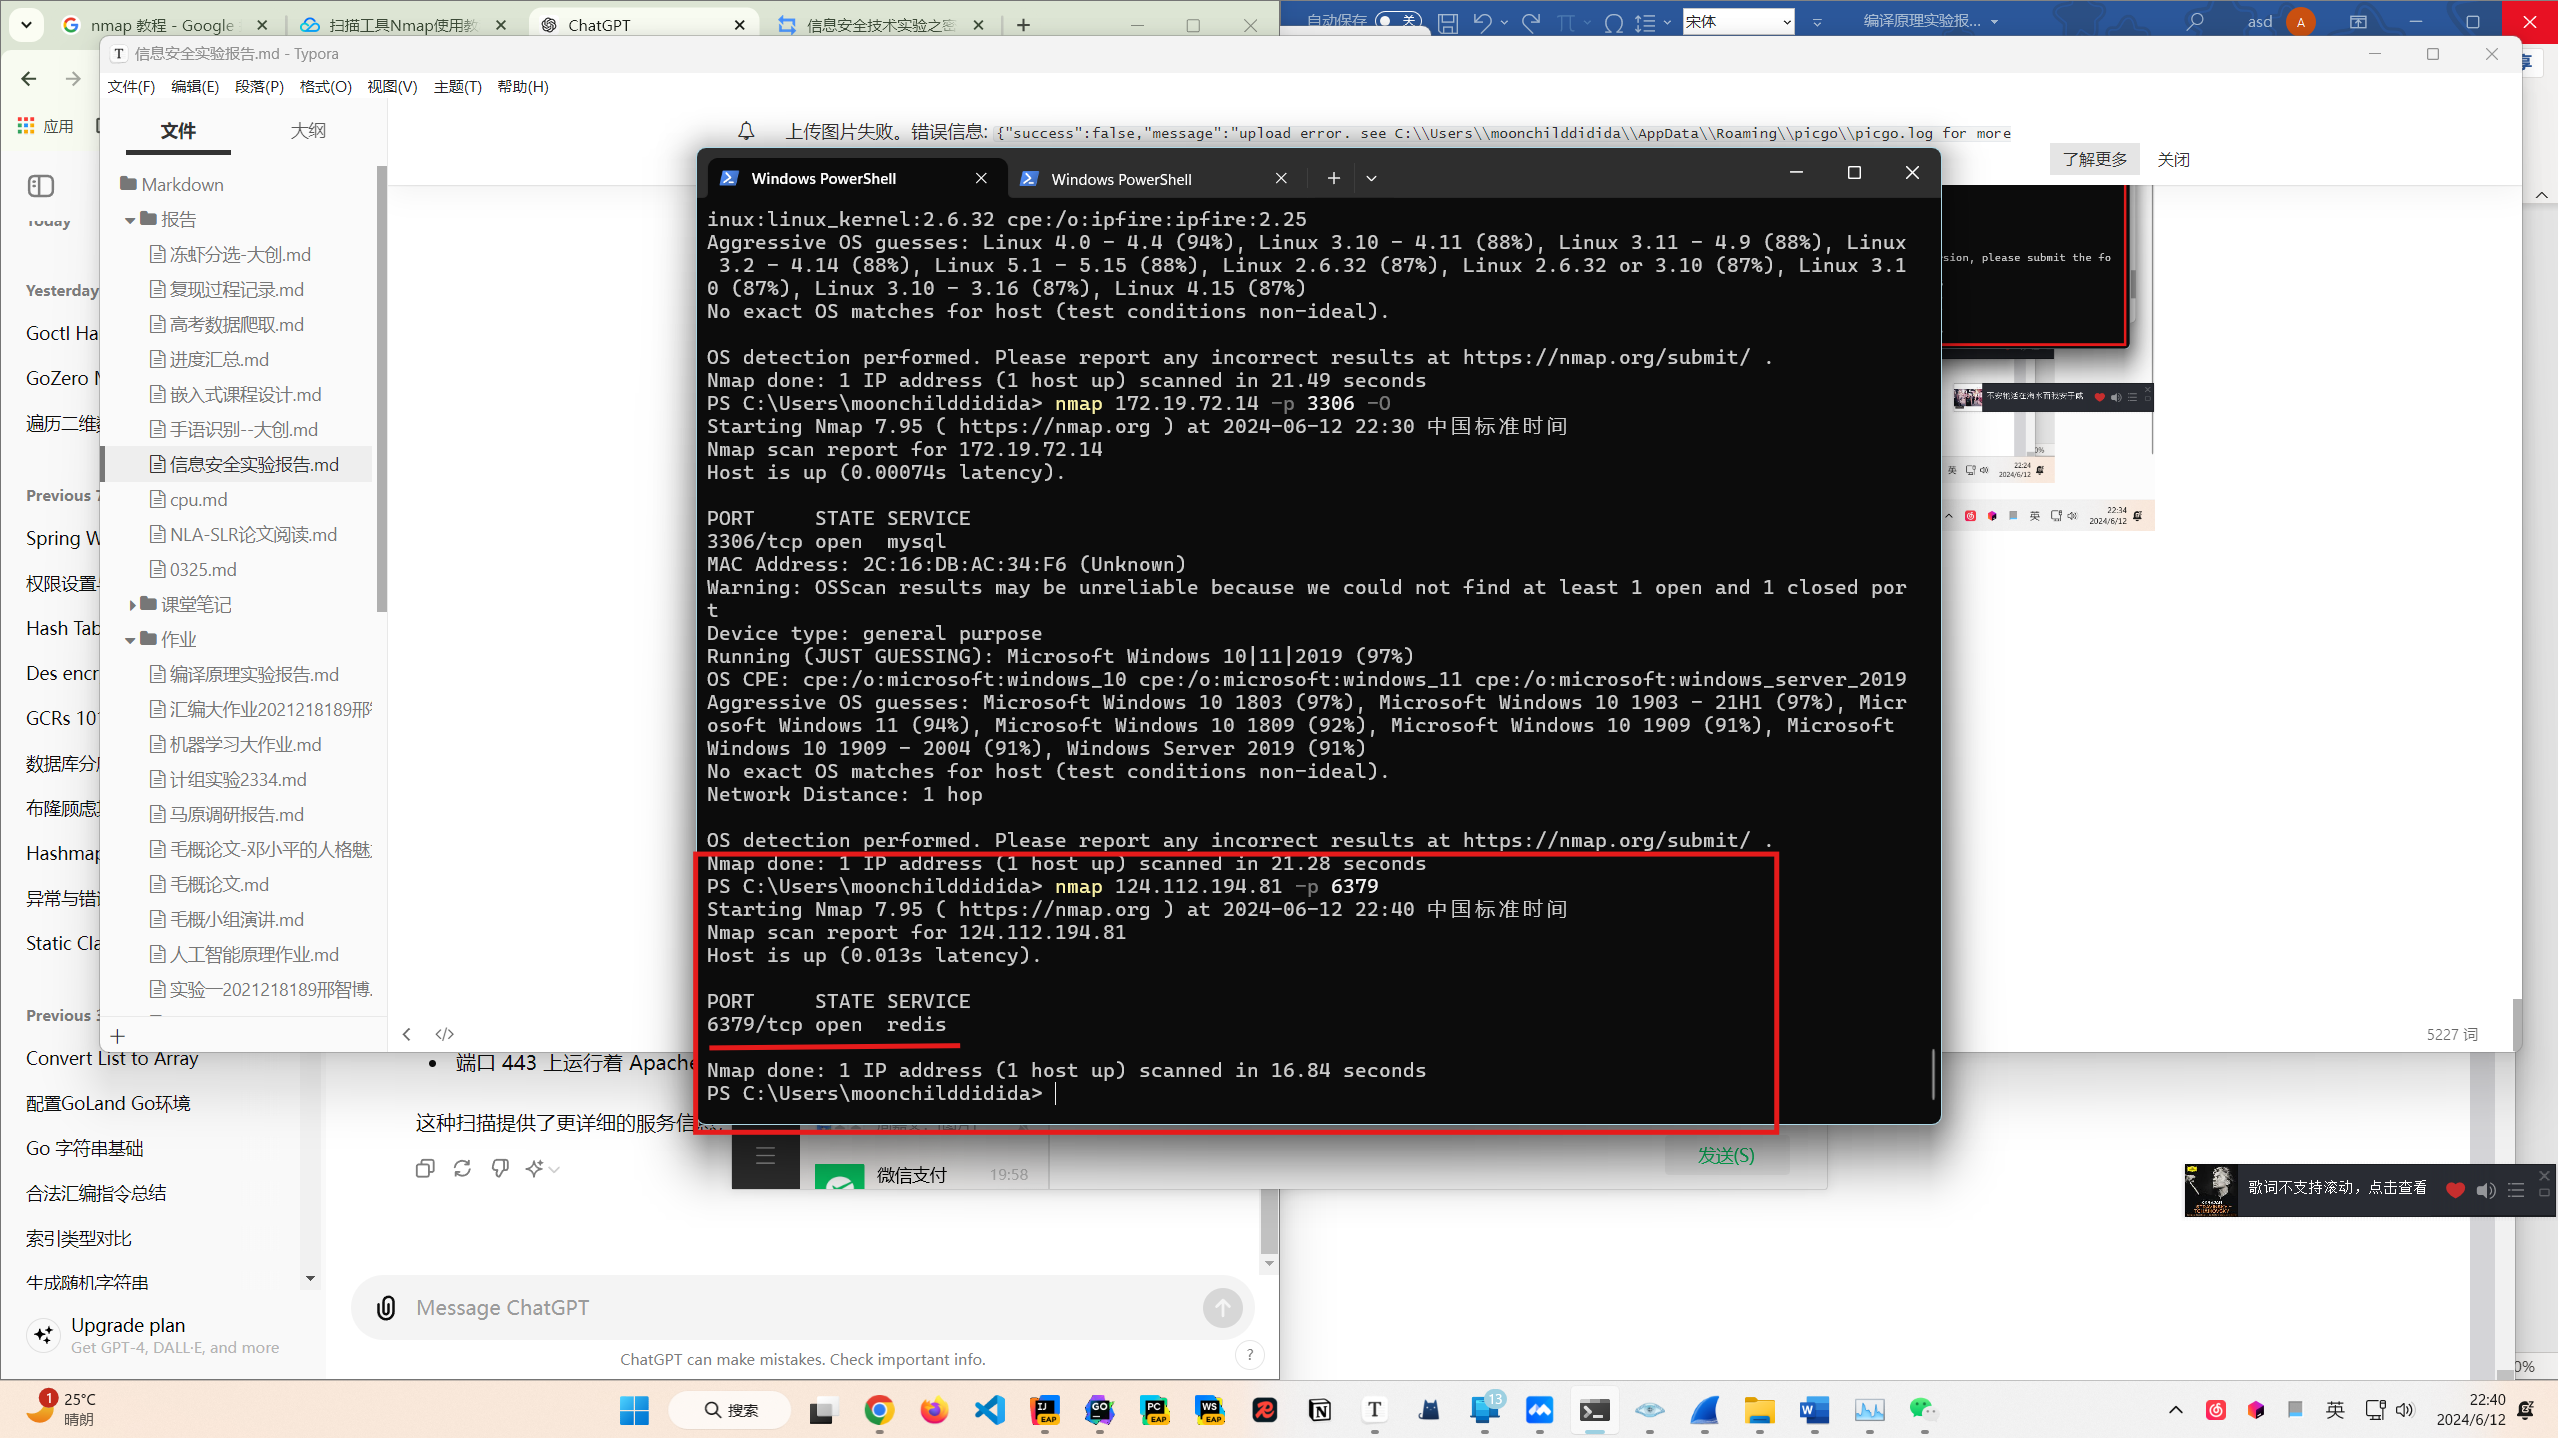 nmap 教程 - Google
扫描工具Nmap使用教
ChatGPT
信息安全技术实验之密
自动保存
关
宋体
编译原理实验报...
asd
A
信息安全实验报告.md - Typora
文件(F) 编辑(E) 段落(P) 格式(O) 视图(V) 主题(T) 帮助(H)
应用
文件
大纲
上传图片失败。错误信息: {"success":false,"message":"upload error. see C:\\Users\\moonchilddidida\\AppData\\Roaming\\picgo\\picgo.log for more
了解更多
关闭
Today
Yesterday
Goctl Ha
GoZero
遍历二维
Previous 7
Spring W
权限设置
Hash Tab
Des encr
GCRs 101
数据库分
布隆顾虑
Hashmap
异常与错
Static Cla
Previous 3
Convert List to Array
配置GoLand Go环境
Go 字符串基础
合法汇编指令总结
索引类型对比
生成随机字符串
Upgrade plan
Get GPT-4, DALL·E, and more
Markdown
报告
冻虾分选-大创.md
复现过程记录.md
高考数据爬取.md
进度汇总.md
嵌入式课程设计.md
手语识别--大创.md
信息安全实验报告.md
cpu.md
NLA-SLR论文阅读.md
0325.md
课堂笔记
作业
编译原理实验报告.md
汇编大作业2021218189邢
机器学习大作业.md
计组实验2334.md
马原调研报告.md
毛概论文-邓小平的人格魅
毛概论文.md
毛概小组演讲.md
人工智能原理作业.md
实验一2021218189邢智博.
5227 词
Windows PowerShell
Windows PowerShell
inux:linux_kernel:2.6.32 cpe:/o:ipfire:ipfire:2.25
Aggressive OS guesses: Linux 4.0 - 4.4 (94%), Linux 3.10 - 4.11 (88%), Linux 3.11 - 4.9 (88%), Linux
3.2 - 4.14 (88%), Linux 5.1 - 5.15 (88%), Linux 2.6.32 (87%), Linux 2.6.32 or 3.10 (87%), Linux 3.1
0 (87%), Linux 3.10 - 3.16 (87%), Linux 4.15 (87%)
No exact OS matches for host (test conditions non-ideal).
OS detection performed. Please report any incorrect results at https://nmap.org/submit/ .
Nmap done: 1 IP address (1 host up) scanned in 21.49 seconds
PS C:\Users\moonchilddidida> nmap 172.19.72.14 -p 3306 -O
Starting Nmap 7.95 ( https://nmap.org ) at 2024-06-12 22:30 中国标准时间
Nmap scan report for 172.19.72.14
Host is up (0.00074s latency).
PORT     STATE SERVICE
3306/tcp open  mysql
MAC Address: 2C:16:DB:AC:34:F6 (Unknown)
Warning: OSScan results may be unreliable because we could not find at least 1 open and 1 closed por
t
Device type: general purpose
Running (JUST GUESSING): Microsoft Windows 10|11|2019 (97%)
OS CPE: cpe:/o:microsoft:windows_10 cpe:/o:microsoft:windows_11 cpe:/o:microsoft:windows_server_2019
Aggressive OS guesses: Microsoft Windows 10 1803 (97%), Microsoft Windows 10 1903 - 21H1 (97%), Micr
osoft Windows 11 (94%), Microsoft Windows 10 1809 (92%), Microsoft Windows 10 1909 (91%), Microsoft
Windows 10 1909 - 2004 (91%), Windows Server 2019 (91%)
No exact OS matches for host (test conditions non-ideal).
Network Distance: 1 hop
OS detection performed. Please report any incorrect results at https://nmap.org/submit/ .
Nmap done: 1 IP address (1 host up) scanned in 21.28 seconds
PS C:\Users\moonchilddidida> nmap 124.112.194.81 -p 6379
Starting Nmap 7.95 ( https://nmap.org ) at 2024-06-12 22:40 中国标准时间
Nmap scan report for 124.112.194.81
Host is up (0.013s latency).
PORT     STATE SERVICE
6379/tcp open  redis
Nmap done: 1 IP address (1 host up) scanned in 16.84 seconds
PS C:\Users\moonchilddidida>
sion, please submit the fo
英
22:24
2024/6/12
英
22:34
2024/6/12
端口 443 上运行着 Apache
这种扫描提供了更详细的服务信
微信支付
19:58
发送(S)
歌词不支持滚动，点击查看
Message ChatGPT
ChatGPT can make mistakes. Check important info.
?
0%
1
25°C
晴朗
搜索
13
英
22:40
2024/6/12